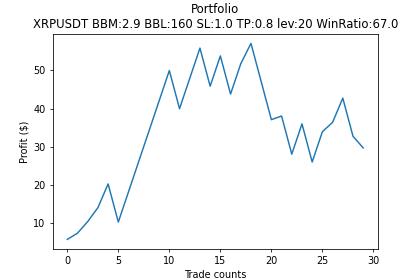 Portfolio
XRPUSDT BBM:2.9 BBL:160 SL:1.0 TP:0.8 lev:20 WinRatio:67.0
Profit ($)
50
40
30
20
10
0 5 10 15 20 25 30
Trade counts